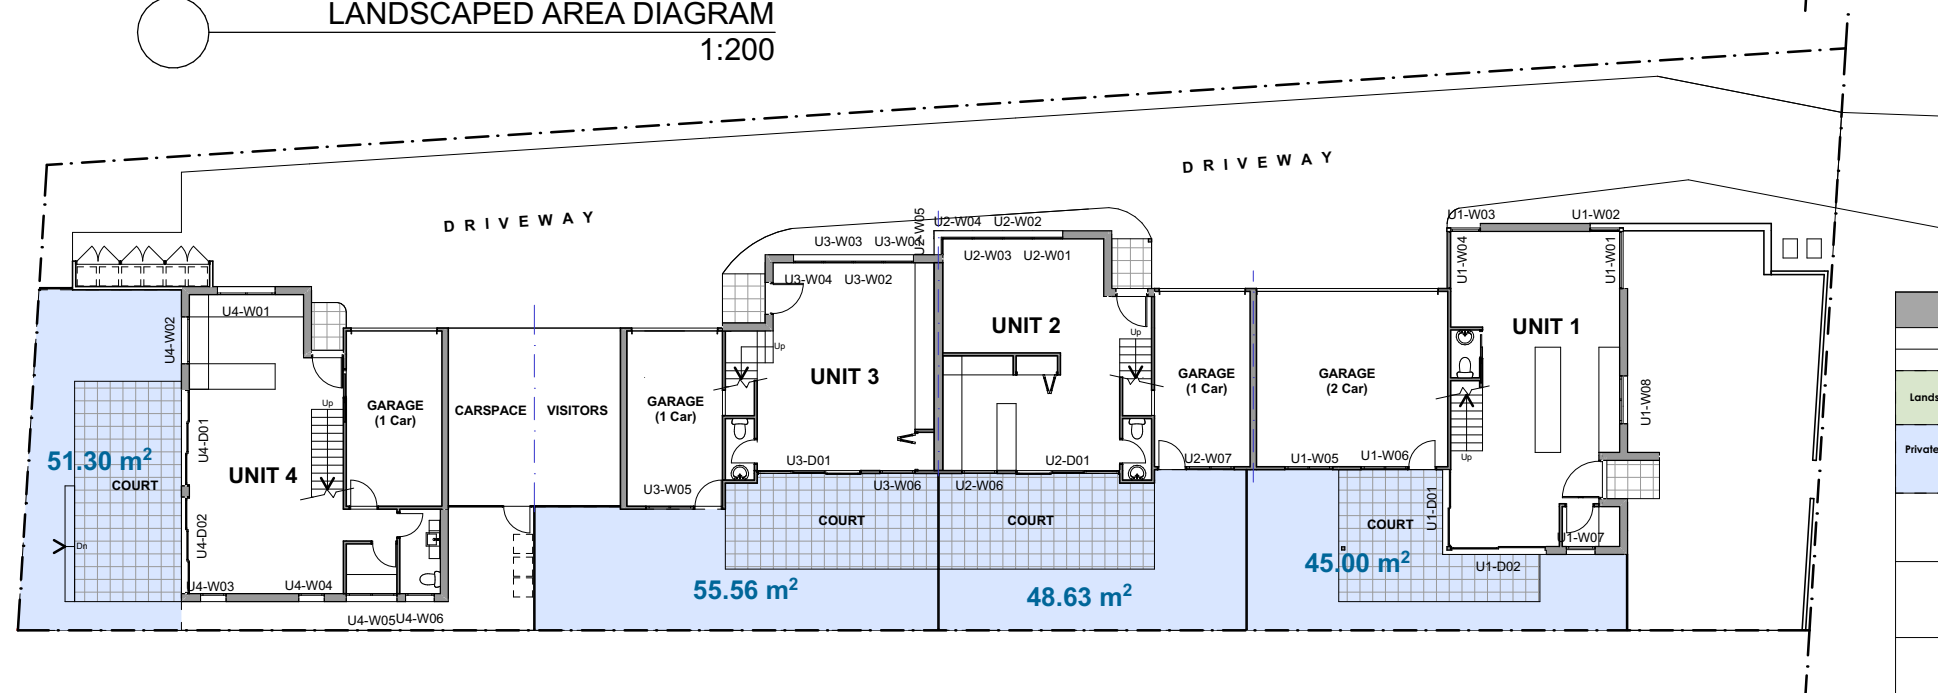 LANDSCAPED AREA DIAGRAM
1:200
DRIVEWAY
DRIVEWAY
U3-W05
U2-W04
U2-W02
U1-W03
U1-W02
U3-W03
U2-W03
U2-W01
U1-W04
U1-W01
U3-W04
U3-W02
U4-W01
U4-W02
UNIT 2
UNIT 1
Up
Up
UNIT 3
GARAGE
(1 Car)
GARAGE
(2 Car)
U1-W08
Lands
Up
GARAGE
(1 Car)
CARSPACE
VISITORS
GARAGE
(1 Car)
U4-D01
Private
51.30 m²
COURT
UNIT 4
U3-D01
U2-D01
U2-W07
U1-W05
U1-W06
Up
U3-W05
U3-W06
U2-W06
U1-D01
COURT
COURT
COURT
U4-D02
Dn
U1-W07
45.00 m²
U1-D02
U4-W03
U4-W04
55.56 m²
48.63 m²
U4-W05
U4-W06